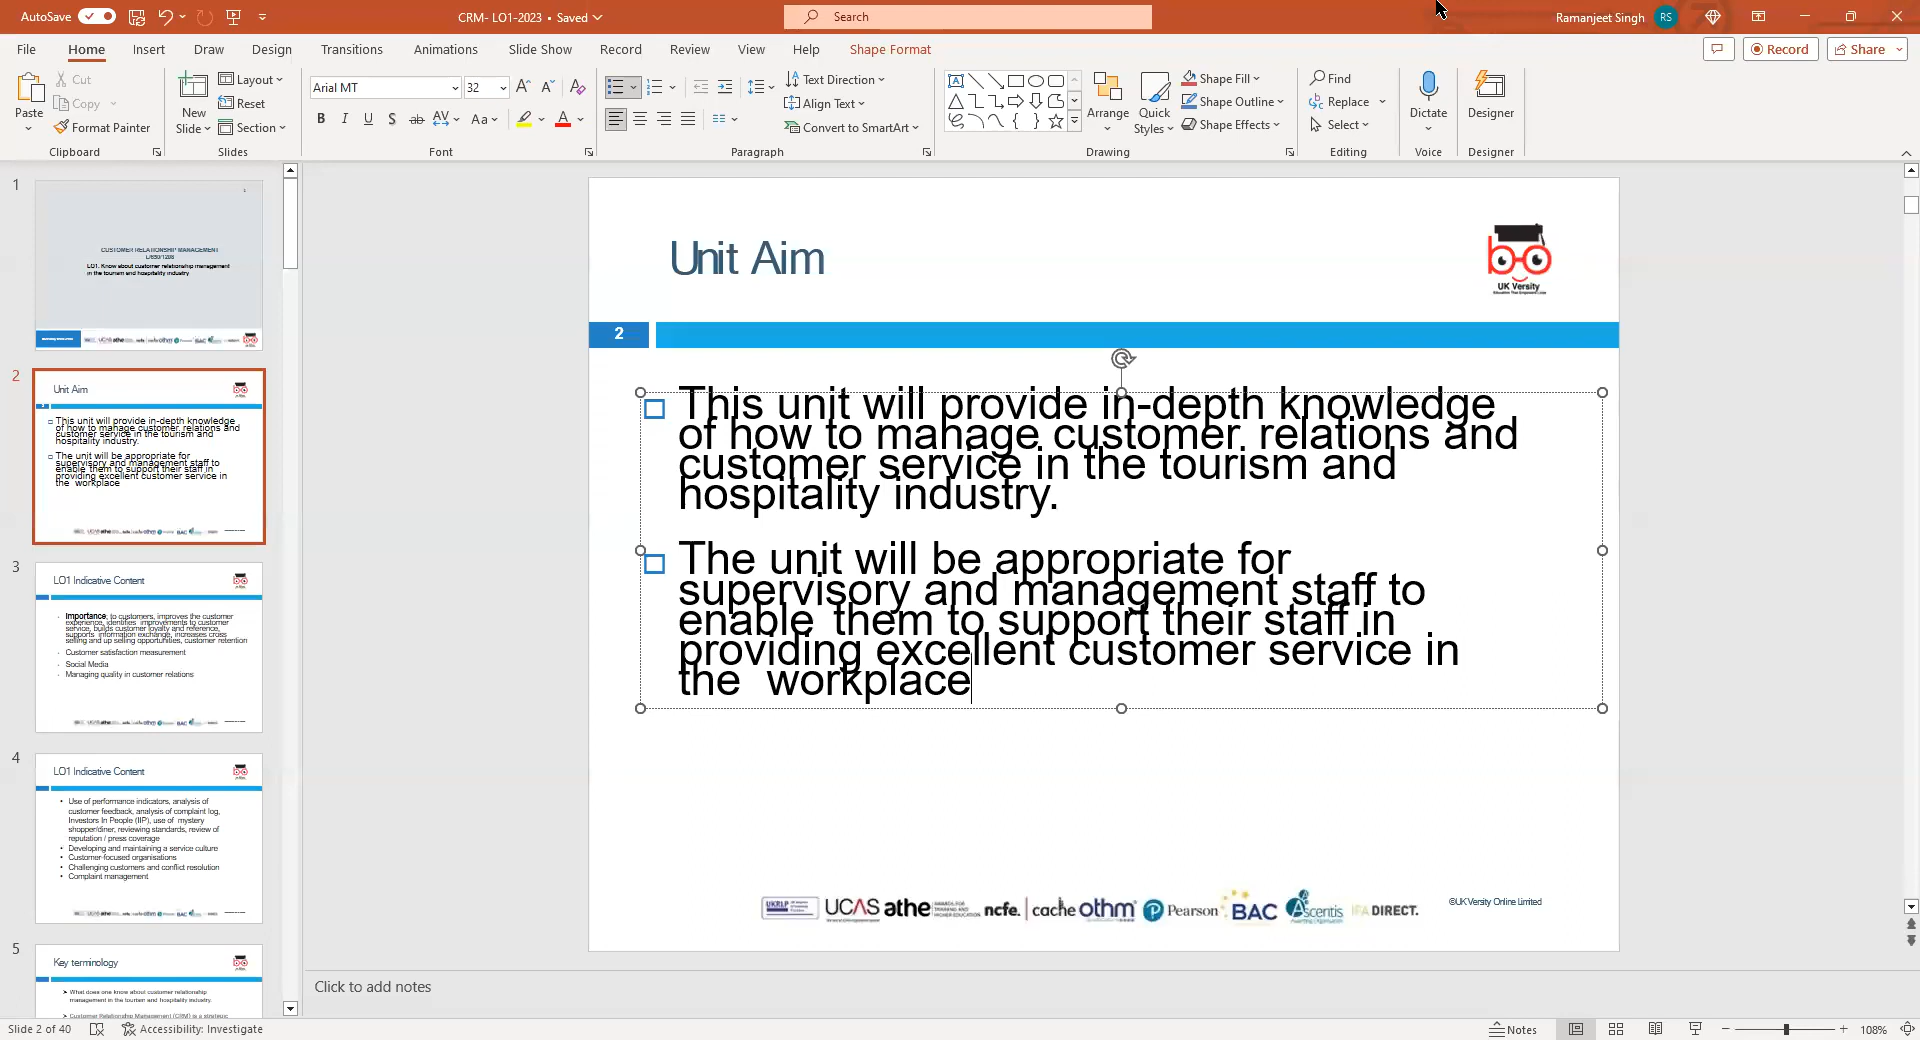 AutoSave
CRM- LO1-2023 • Saved
Search
Ramanjeet Singh
RS
File Home Insert Draw Design Transitions Animations Slide Show Record Review View Help Shape Format
Record
Share
Paste
Cut
Copy
Format Painter
Clipboard
New
Slide
Layout
Reset
Section
Slides
Arial MT
32
Font
Text Direction
Align Text
Convert to SmartArt
Paragraph
Arrange
Quick
Styles
Shape Fill
Shape Outline
Shape Effects
Drawing
Find
Replace
Select
Editing
Dictate
Voice
Designer
Designer
1
CUSTOMER RELATIONSHIP MANAGEMENT
LO1. Know about customer relationship management
in the tourism and hospitality industry
2
Unit Aim
This unit will provide in-depth knowledge
of how to manage customer relations and
customer service in the tourism and
hospitality industry.
The unit will be appropriate for
supervisory and management staff to
enable them to support their staff in
providing excellent customer service in
the workplace
3
LO1 Indicative Content
Importance; to customers, improves the customer
experience, identifies improvements to customer
service, builds customer loyalty and reference,
supports information exchange, increases cross
selling and up selling opportunities, customer retention
Customer satisfaction measurement
Social Media
Managing quality in customer relations
4
LO1 Indicative Content
• Use of performance indicators, analysis of
customer feedback, analysis of complaint log,
Investors In People (IIP), use of mystery
shopper/diner, reviewing standards, review of
reputation / press coverage
• Developing and maintaining a service culture
• Customer-focused organisations
• Challenging customers and conflict resolution
• Complaint management
5
Key terminology
What does one know about customer relationship
management in the tourism and hospitality industry.
Customer Relationship Management (CRM) is a strategic
Unit Aim
UK Versity
2
This unit will provide in-depth knowledge
of how to manage customer relations and
customer service in the tourism and
hospitality industry.
The unit will be appropriate for
supervisory and management staff to
enable them to support their staff in
providing excellent customer service in
the workplace
UKRLP UCAS athe ncfe. cache othm Pearson BAC Ascentis IFA DIRECT.
©UK Versity Online Limited
Click to add notes
Slide 2 of 40
Accessibility: Investigate
Notes
108%